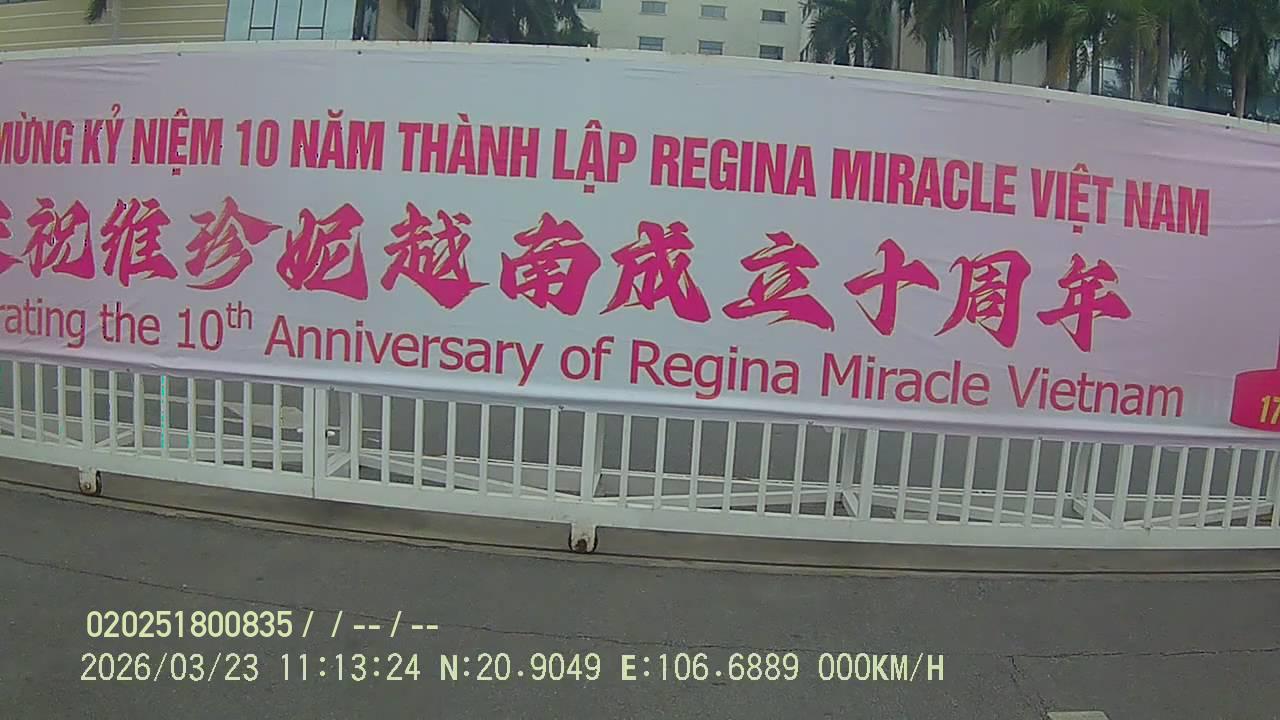 MỪNG KỶ NIỆM 10 NĂM THÀNH LẬP REGINA MIRACLE VIỆT NAM
祝维珍妮越南成立十周年
rating the 10th Anniversary of Regina Miracle Vietnam
17
020251800835 / / -- / --
2026/03/23 11:13:24 N:20.9049 E:106.6889 000KM/H